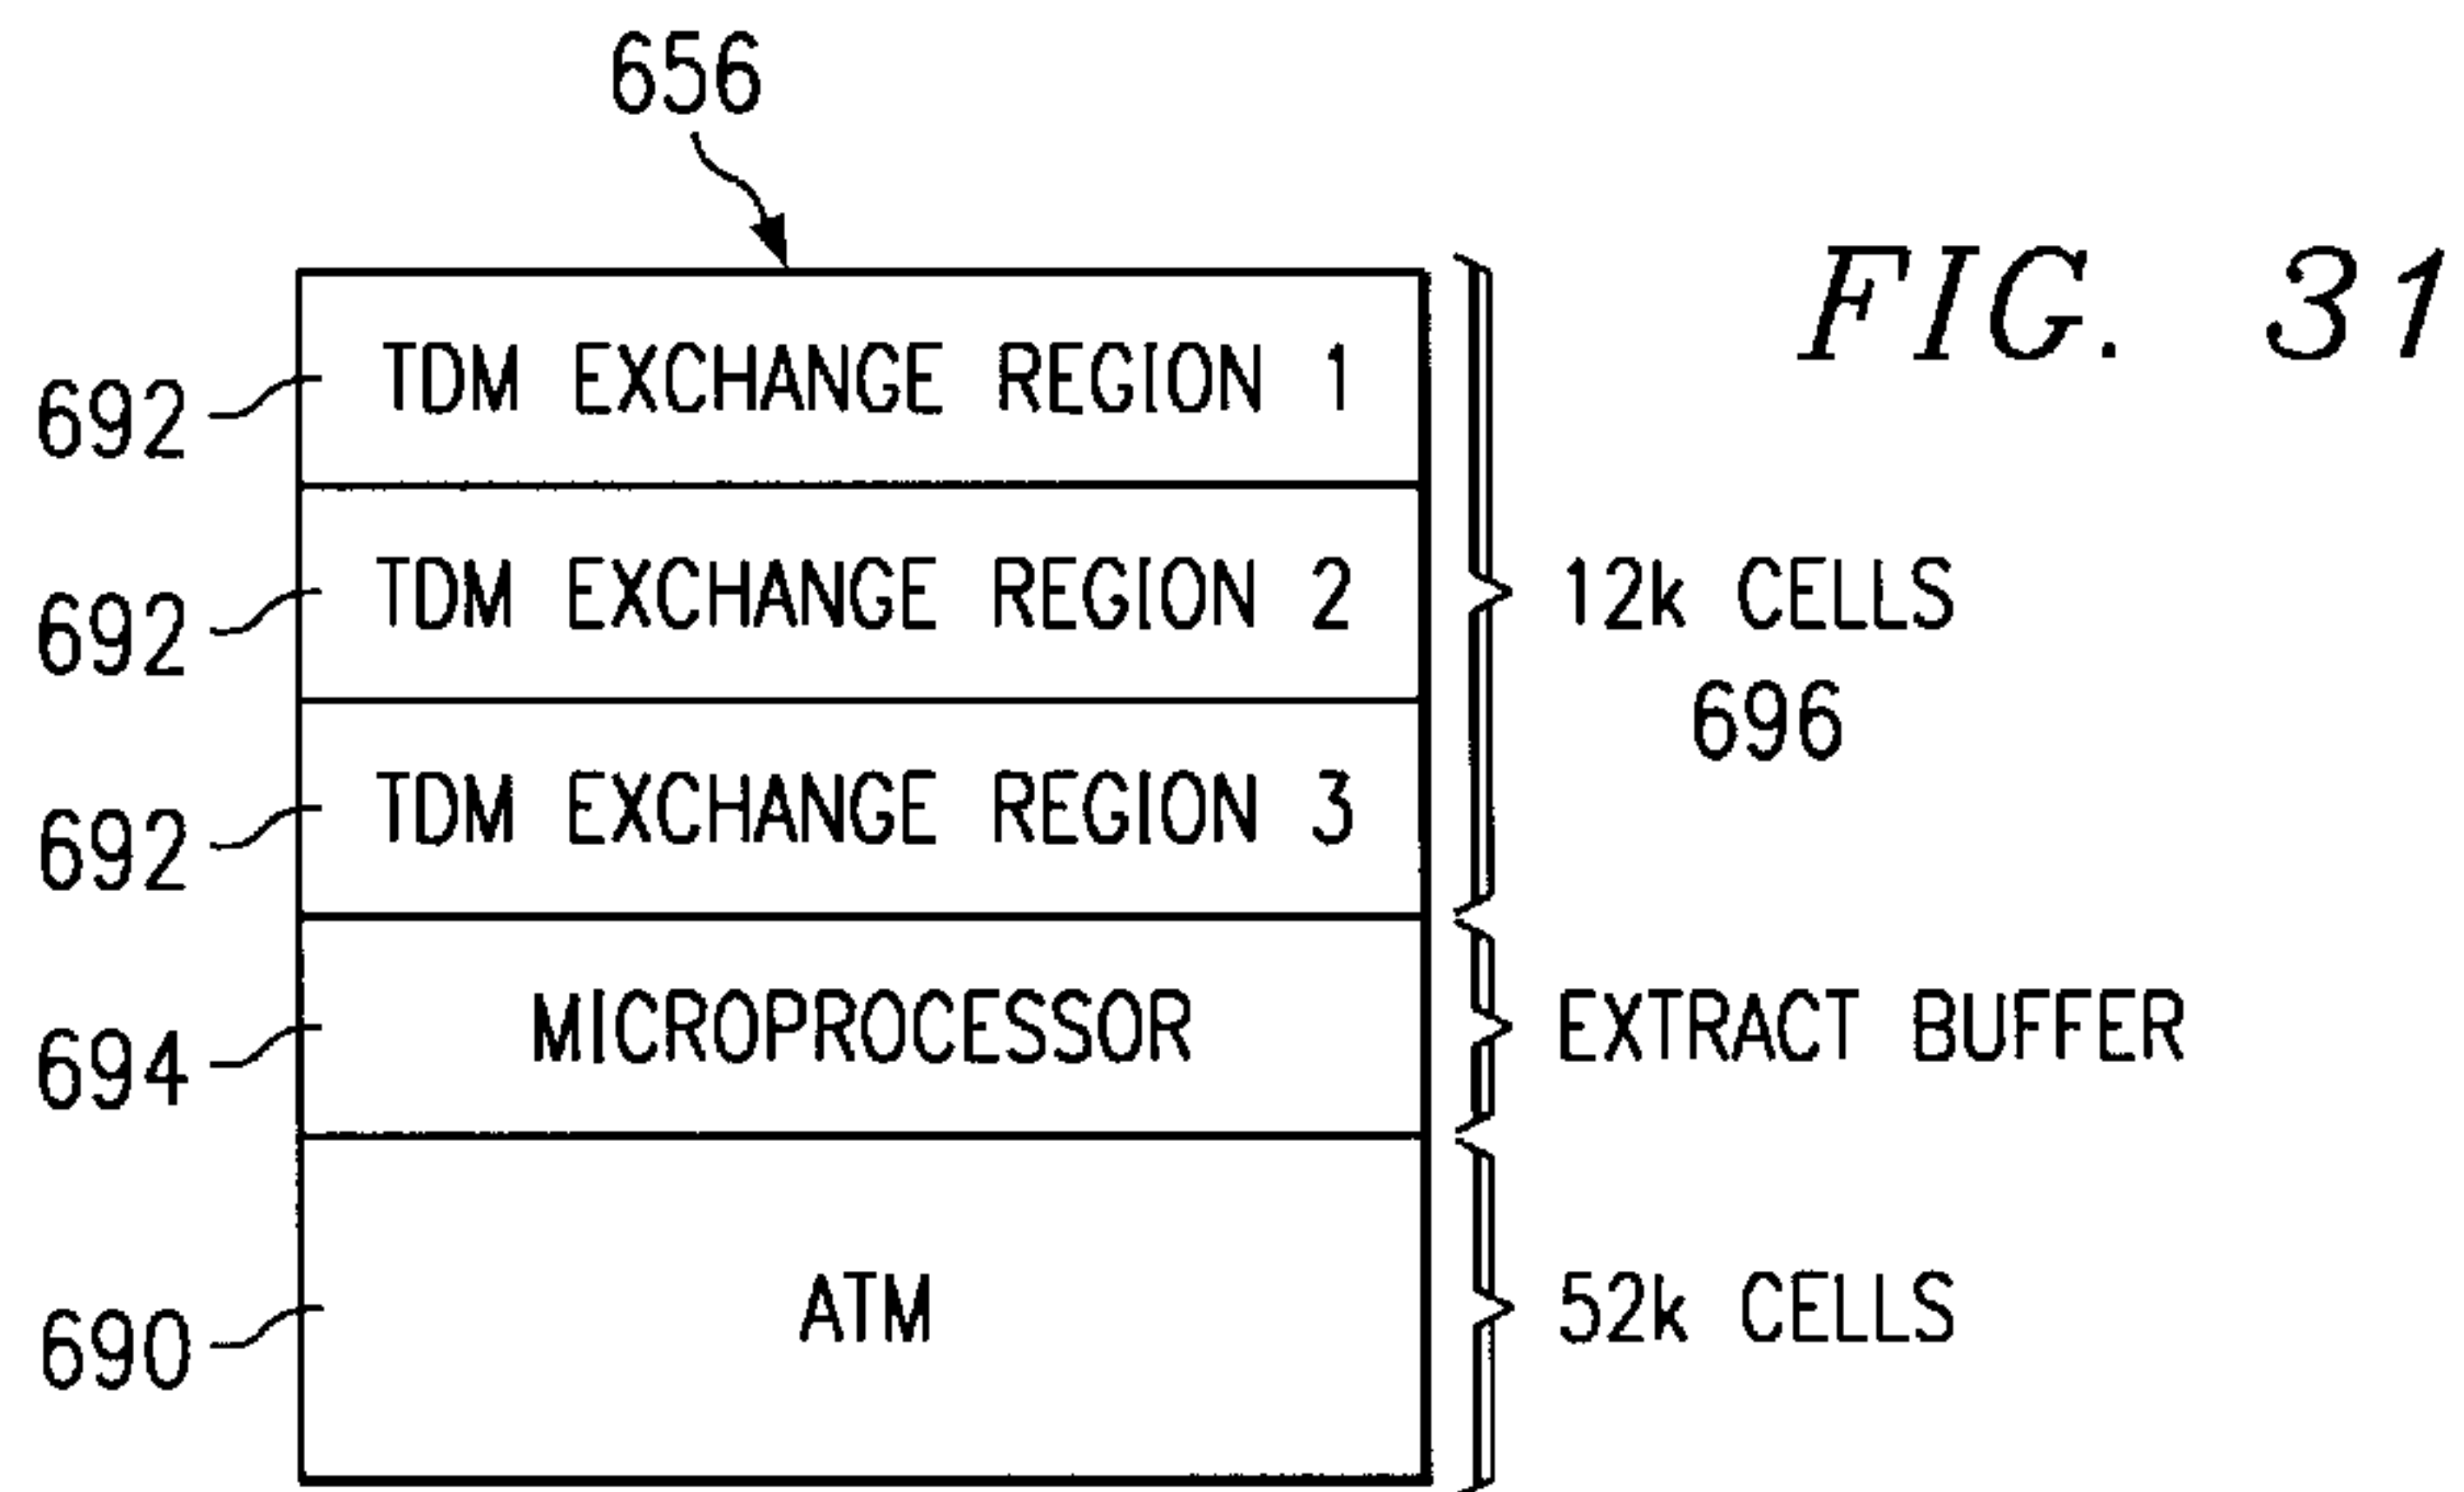 656
FIG. 31
692 TDM EXCHANGE REGION 1
692 TDM EXCHANGE REGION 2 12k CELLS
696
692 TDM EXCHANGE REGION 3
694 MICROPROCESSOR EXTRACT BUFFER
690 ATM 52k CELLS